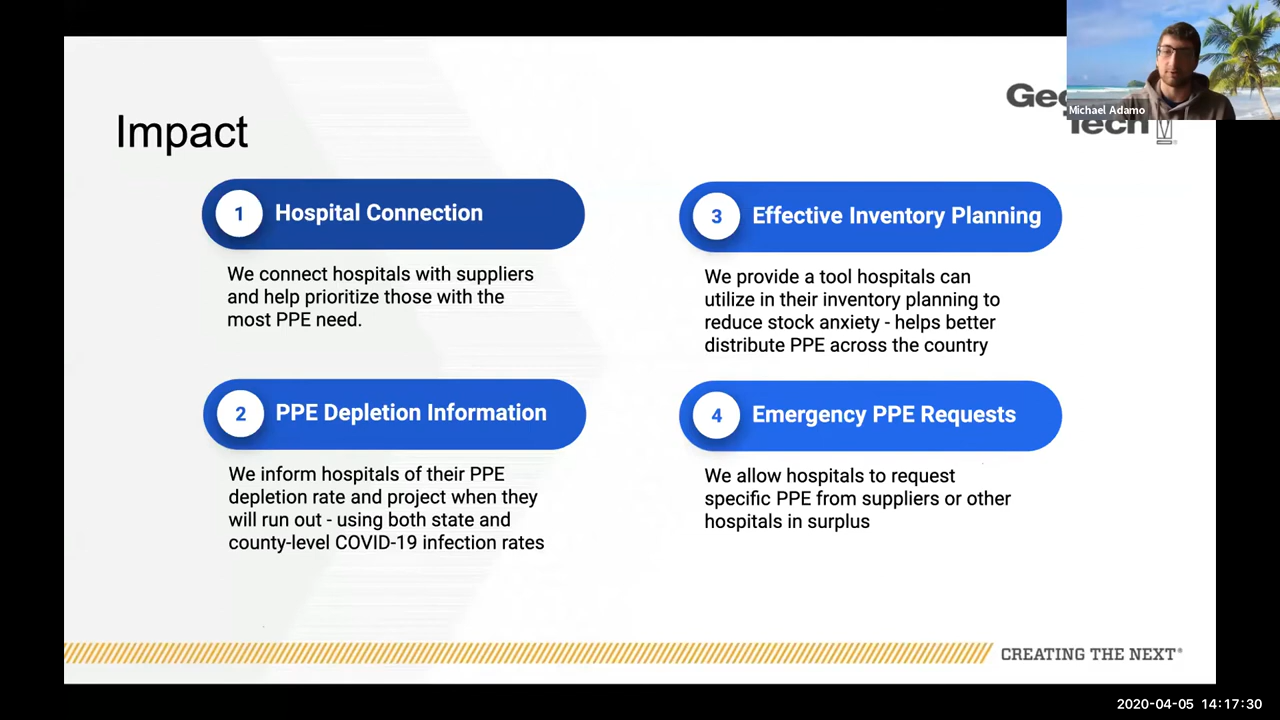 Michael Adamo
Tech
Impact
1 Hospital Connection
We connect hospitals with suppliers
and help prioritize those with the
most PPE need.
2 PPE Depletion Information
We inform hospitals of their PPE
depletion rate and project when they
will run out - using both state and
county-level COVID-19 infection rates
3 Effective Inventory Planning
We provide a tool hospitals can
utilize in their inventory planning to
reduce stock anxiety - helps better
distribute PPE across the country
4 Emergency PPE Requests
We allow hospitals to request
specific PPE from suppliers or other
hospitals in surplus
CREATING THE NEXT®
2020-04-05 14:17:30